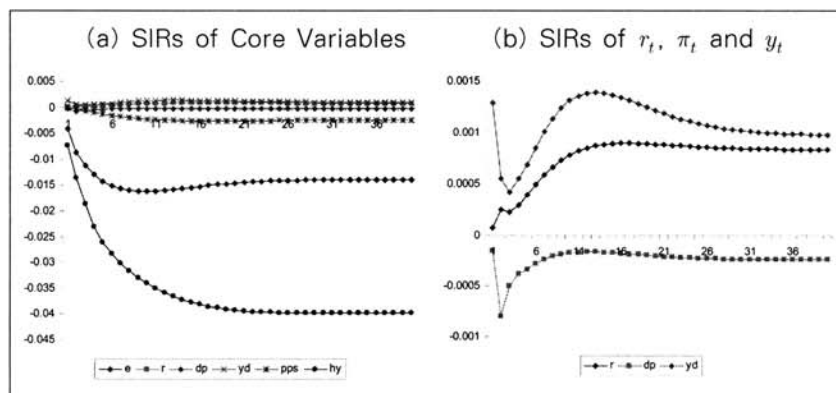 (a) SIRs of Core Variables
0.005
0
-0.005
-0.01
-0.015
-0.02
-0.025
-0.03
-0.035
-0.04
-0.045
1 6 11 16 21 26 31 36
e r dp yd pps hy
(b) SIRs of rₜ, πₜ and yₜ
0.0015
0.001
0.0005
0
-0.0005
-0.001
1 6 11 16 21 26 31 36
r dp yd